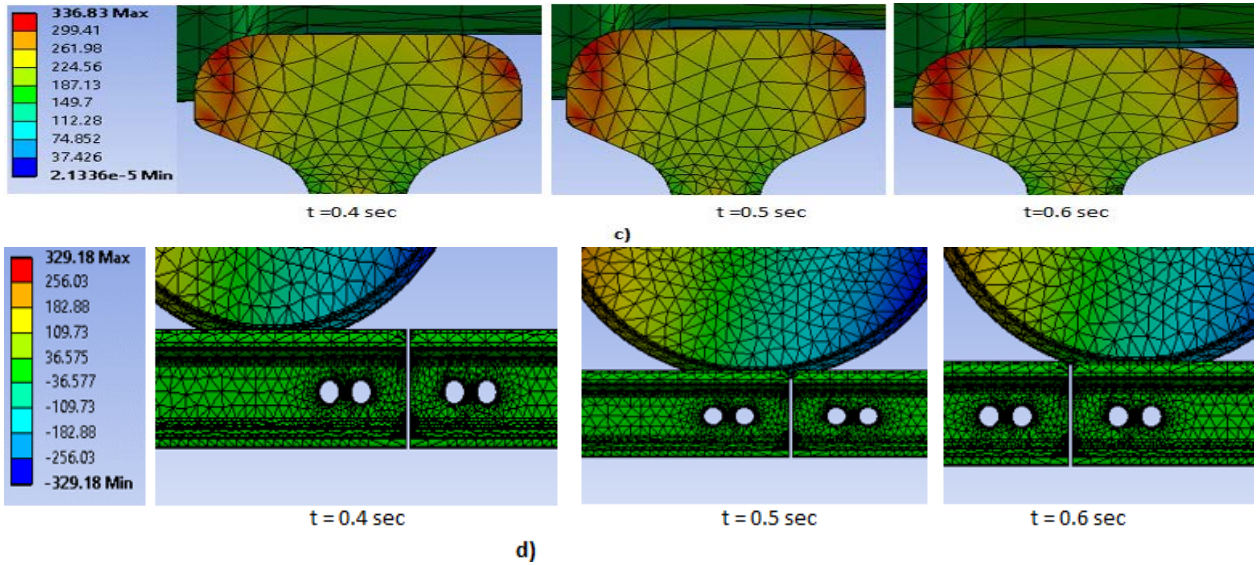 336.83 Max
299.41
261.98
224.56
187.13
149.7
112.28
74.852
37.426
2.1336e-5 Min
t =0.4 sec
t =0.5 sec
t=0.6 sec
c)
329.18 Max
256.03
182.88
109.73
36.575
-36.577
-109.73
-182.88
-256.03
-329.18 Min
t = 0.4 sec
t = 0.5 sec
t = 0.6 sec
d)